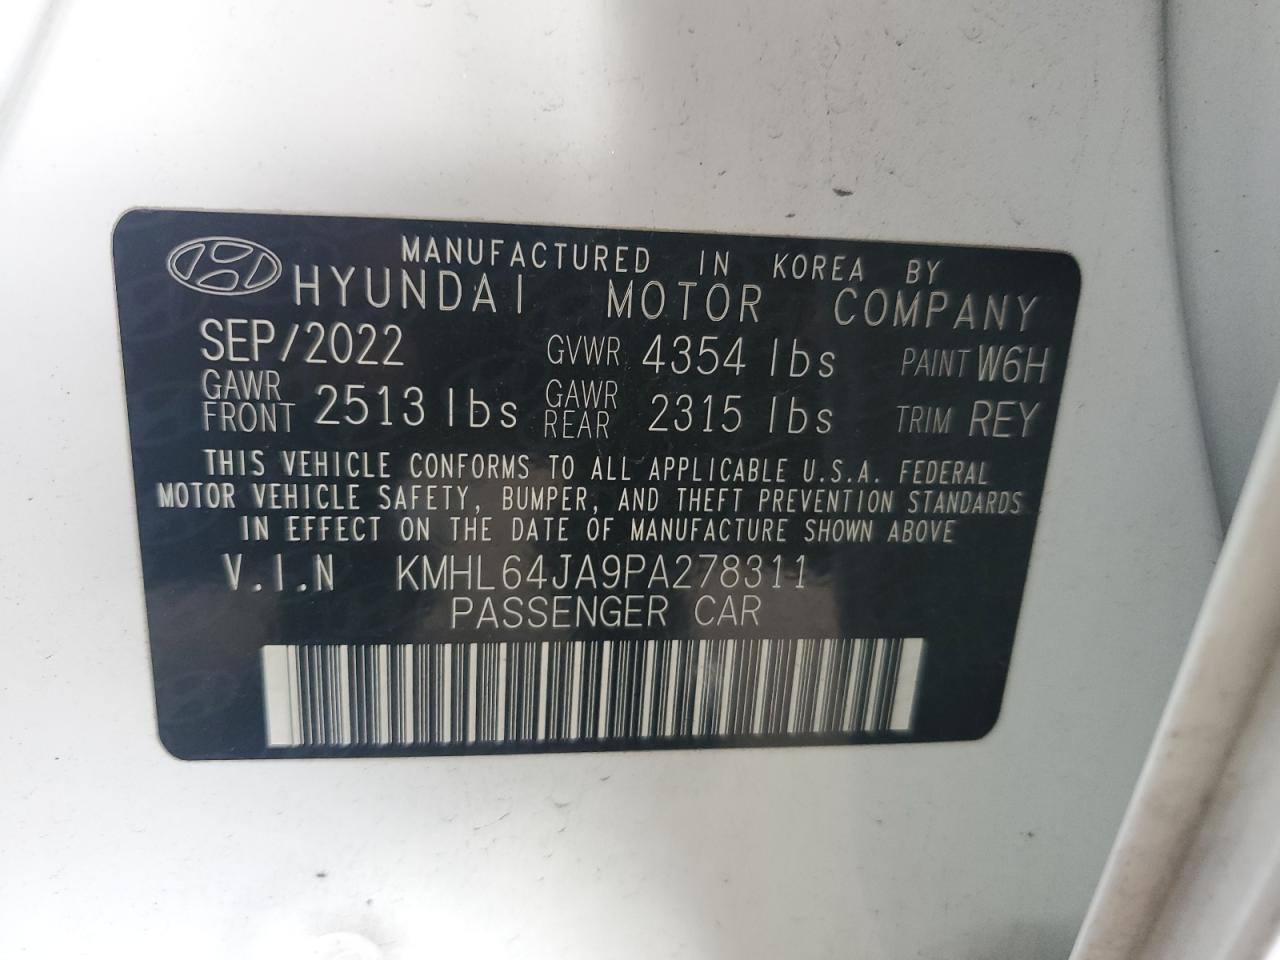 MANUFACTURED IN KOREA BY
HYUNDAI MOTOR COMPANY
SEP/2022 GVWR 4354 lbs PAINT W6H
GAWR FRONT 2513 lbs GAWR REAR 2315 lbs TRIM REY
THIS VEHICLE CONFORMS TO ALL APPLICABLE U.S.A. FEDERAL
MOTOR VEHICLE SAFETY, BUMPER, AND THEFT PREVENTION STANDARDS
IN EFFECT ON THE DATE OF MANUFACTURE SHOWN ABOVE
V.I.N KMHL64JA9PA278311
PASSENGER CAR